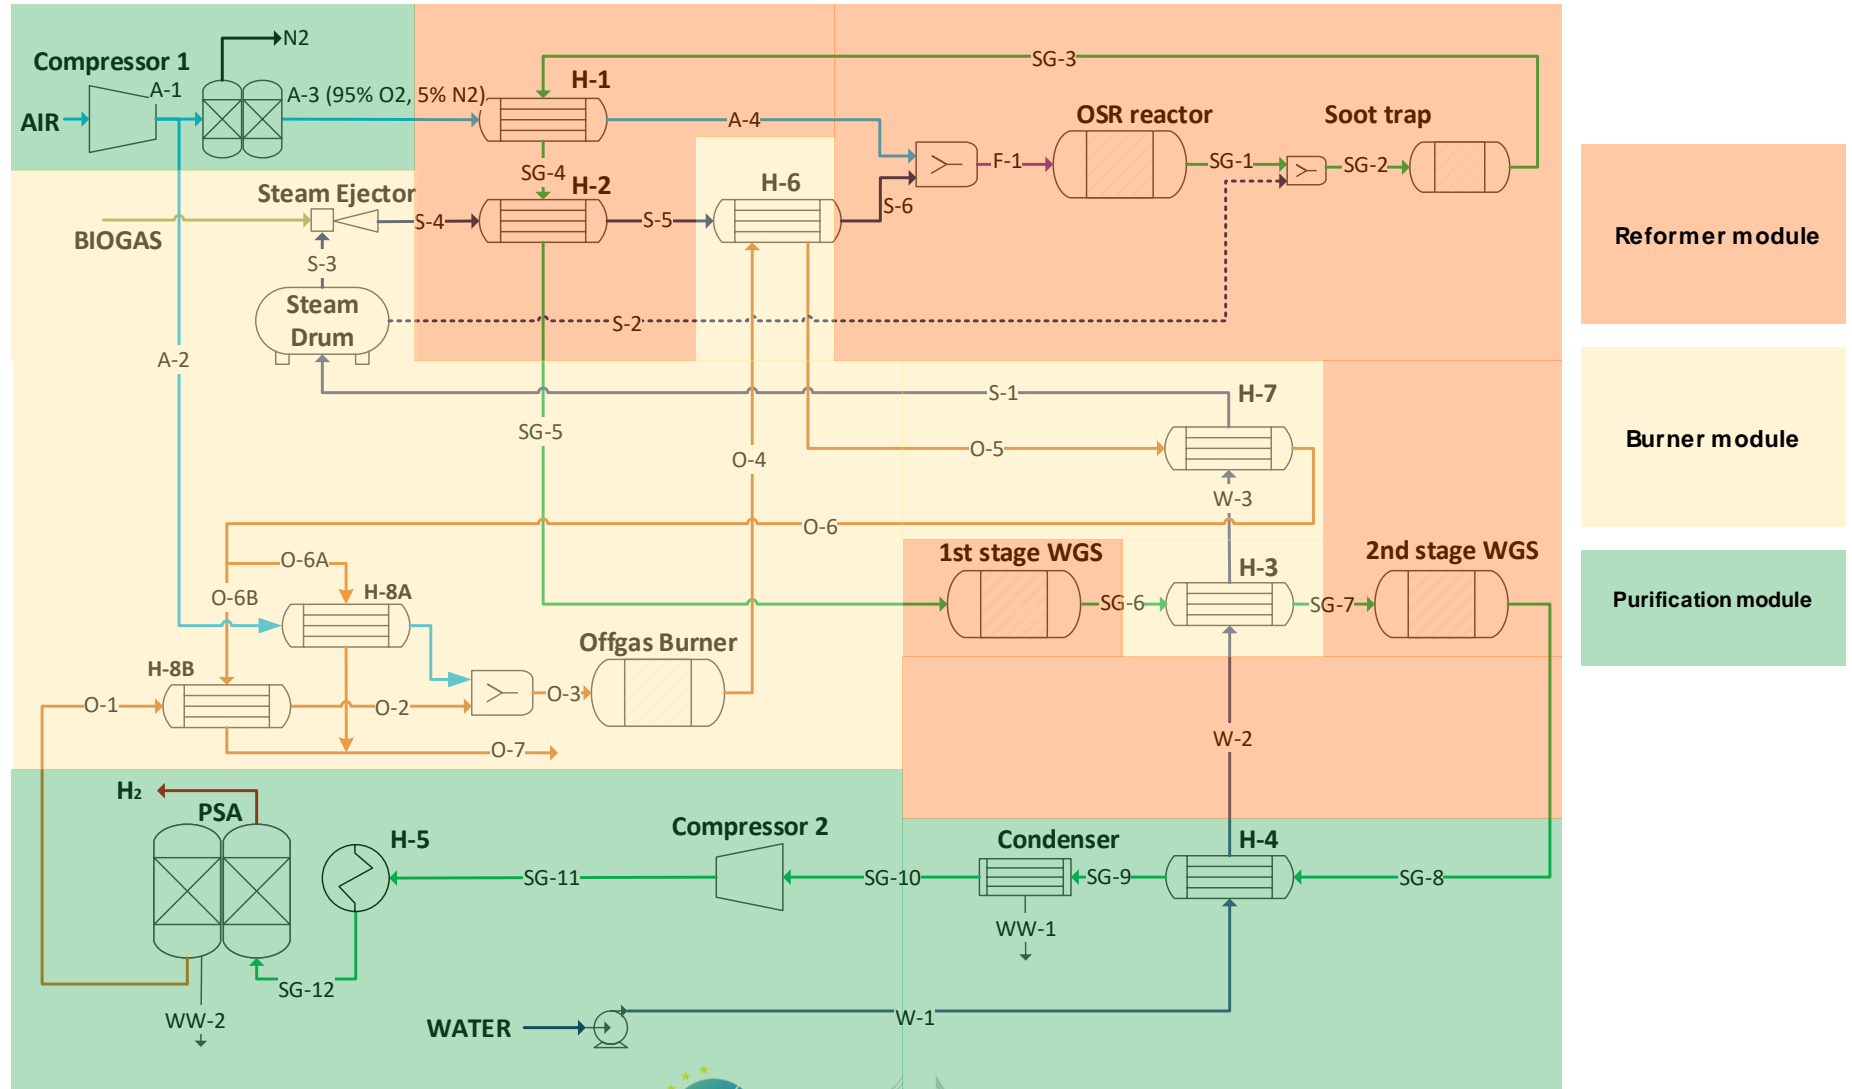 Compressor 1
N2
A-1
A-3 (95% O2, 5% N2)
AIR
H-1
SG-3
A-4
OSR reactor
Soot trap
F-1
SG-1
SG-2
SG-4
H-2
H-6
Steam Ejector
S-4
S-5
S-6
BIOGAS
S-3
Steam
Drum
S-2
A-2
S-1
H-7
SG-5
O-4
O-5
W-3
O-6
O-6A
O-6B
H-8A
1st stage WGS
H-3
2nd stage WGS
SG-6
SG-7
Offgas Burner
H-8B
O-1
O-2
O-3
O-7
W-2
H2
PSA
H-5
Compressor 2
Condenser
H-4
SG-11
SG-10
SG-9
SG-8
WW-1
SG-12
WW-2
WATER
W-1
Reformer module
Burner module
Purification module